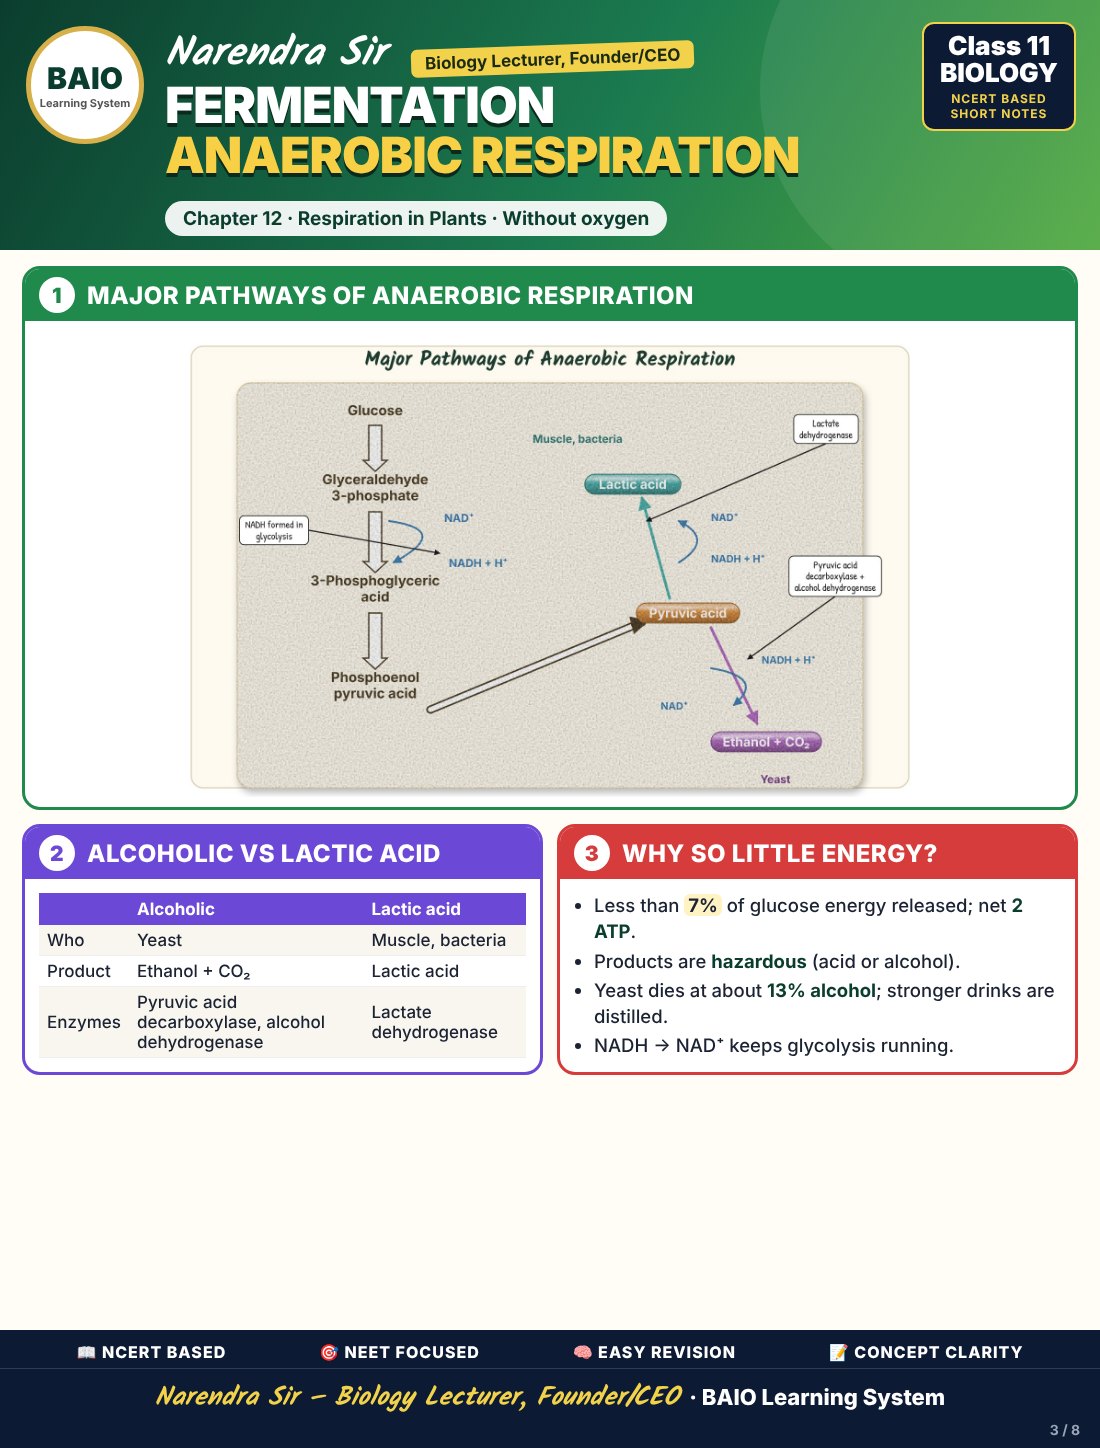 BAIO
Learning System
Narendra Sir
Biology Lecturer, Founder/CEO
FERMENTATION
ANAEROBIC RESPIRATION
Chapter 12 · Respiration in Plants · Without oxygen
Class 11
BIOLOGY
NCERT BASED
SHORT NOTES
1 MAJOR PATHWAYS OF ANAEROBIC RESPIRATION
Major Pathways of Anaerobic Respiration
Glucose
Glyceraldehyde
3-phosphate
NADH formed in
glycolysis
NAD⁺
NADH + H⁺
3-Phosphoglyceric
acid
Phosphoenol
pyruvic acid
Muscle, bacteria
Lactate
dehydrogenase
Lactic acid
NAD⁺
NADH + H⁺
Pyruvic acid
decarboxylase +
alcohol dehydrogenase
Pyruvic acid
NADH + H⁺
NAD⁺
Ethanol + CO₂
Yeast
2 ALCOHOLIC VS LACTIC ACID
Alcoholic Lactic acid
Who Yeast Muscle, bacteria
Product Ethanol + CO₂ Lactic acid
Enzymes Pyruvic acid
decarboxylase, alcohol
dehydrogenase
Lactate
dehydrogenase
3 WHY SO LITTLE ENERGY?
• Less than 7% of glucose energy released; net 2
ATP.
• Products are hazardous (acid or alcohol).
• Yeast dies at about 13% alcohol; stronger drinks are
distilled.
• NADH → NAD⁺ keeps glycolysis running.
📖 NCERT BASED
🎯 NEET FOCUSED
🧠 EASY REVISION
📝 CONCEPT CLARITY
Narendra Sir – Biology Lecturer, Founder/CEO · BAIO Learning System
3 / 8